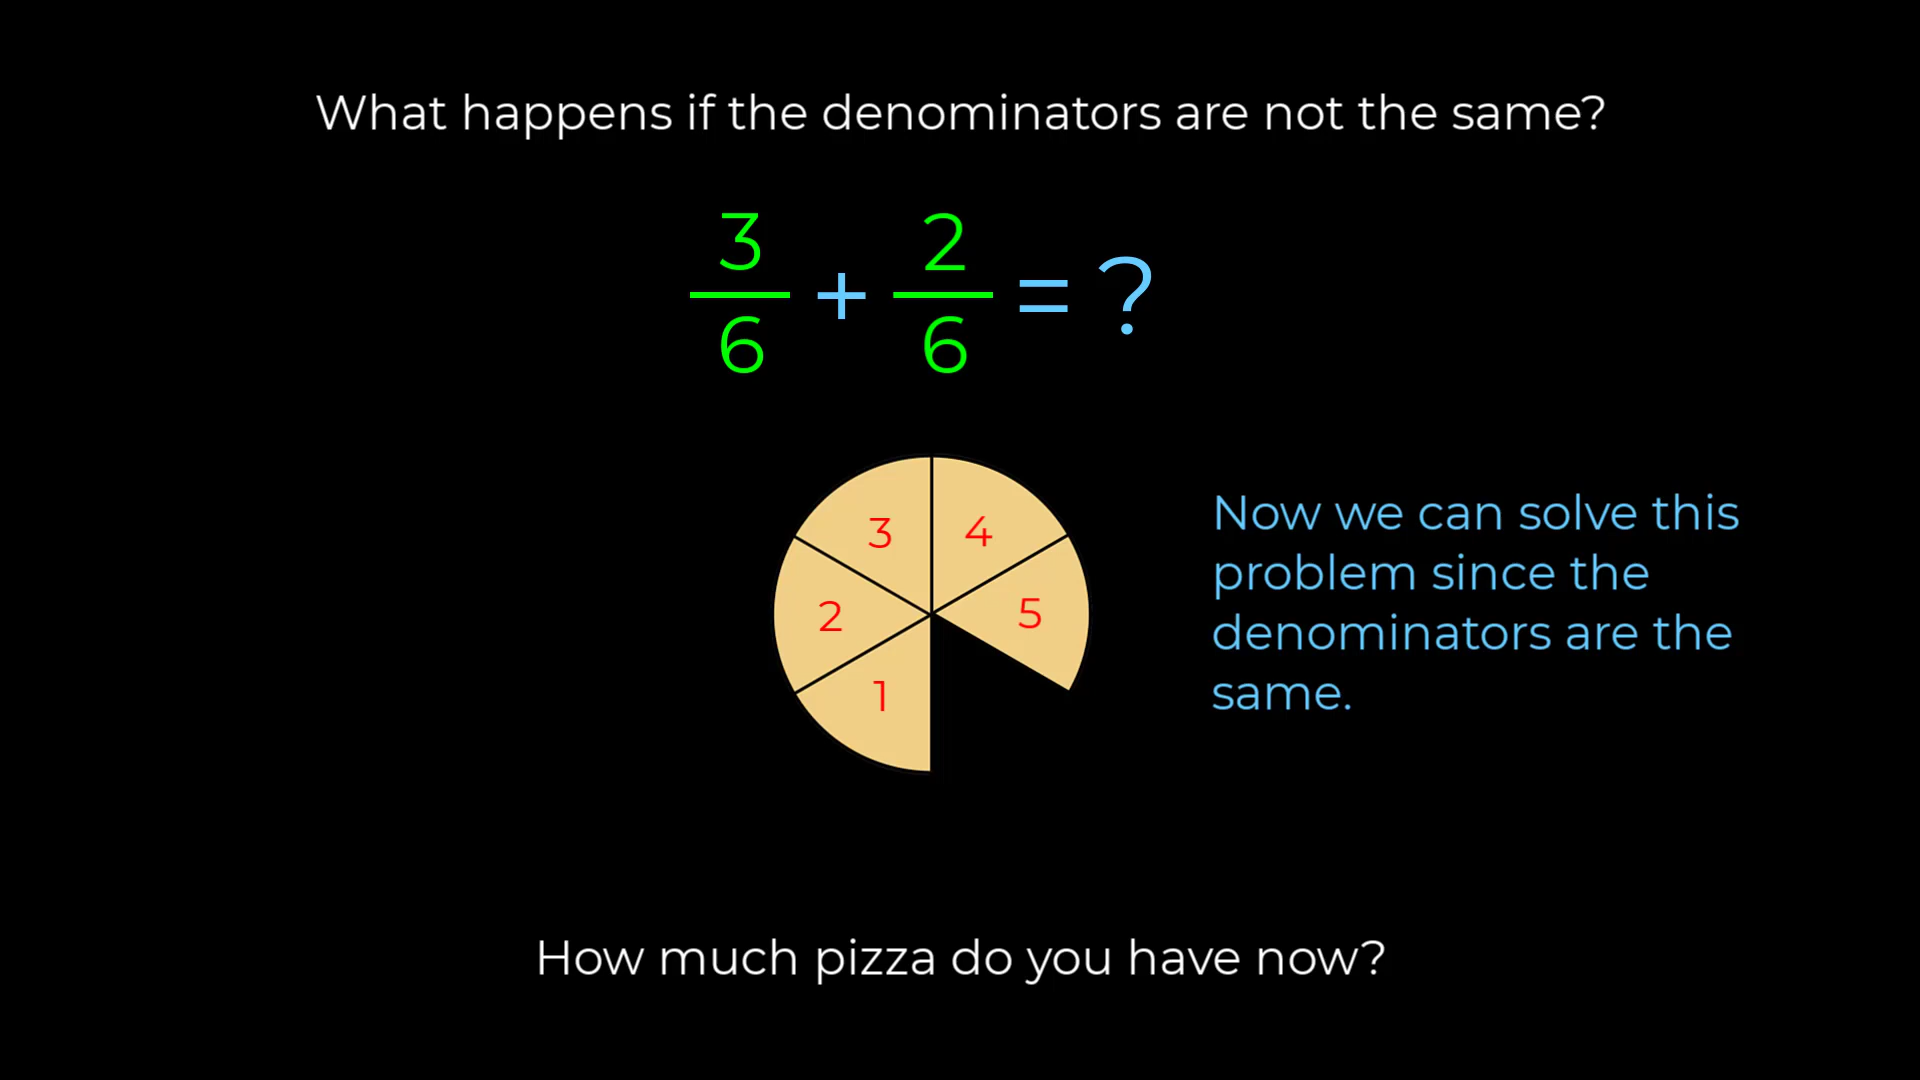 What happens if the denominators are not the same?
3 2
+ = ?
6 6
3 4
2 5
1
Now we can solve this
problem since the
denominators are the
same.
How much pizza do you have now?